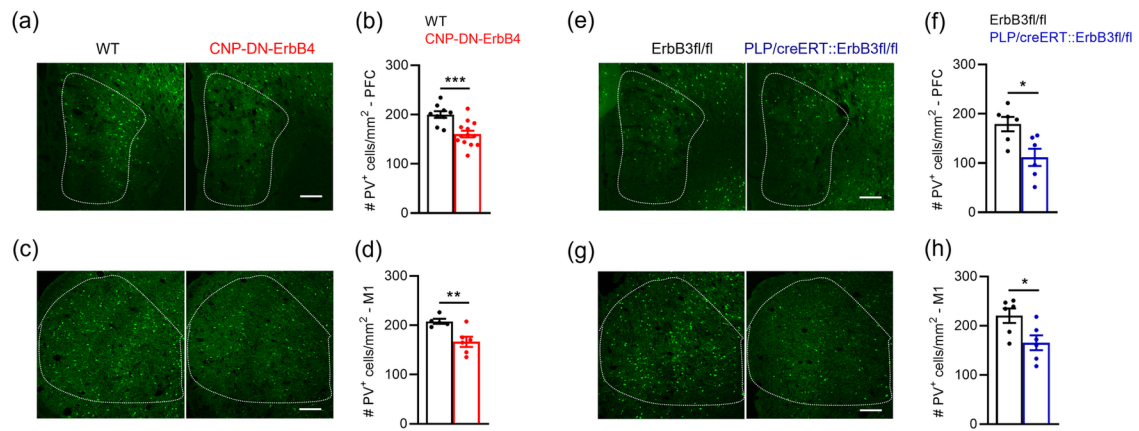 (a)
WT
CNP-DN-ErbB4
(b)
WT
CNP-DN-ErbB4
# PV+ cells/mm2 - PFC
300
200
100
0
***
(c)
(d)
# PV+ cells/mm2 - M1
300
200
100
0
**
(e)
ErbB3fl/fl
PLP/creERT::ErbB3fl/fl
(f)
ErbB3fl/fl
PLP/creERT::ErbB3fl/fl
# PV+ cells/mm2 - PFC
300
200
100
0
*
(g)
(h)
# PV+ cells/mm2 - M1
300
200
100
0
*